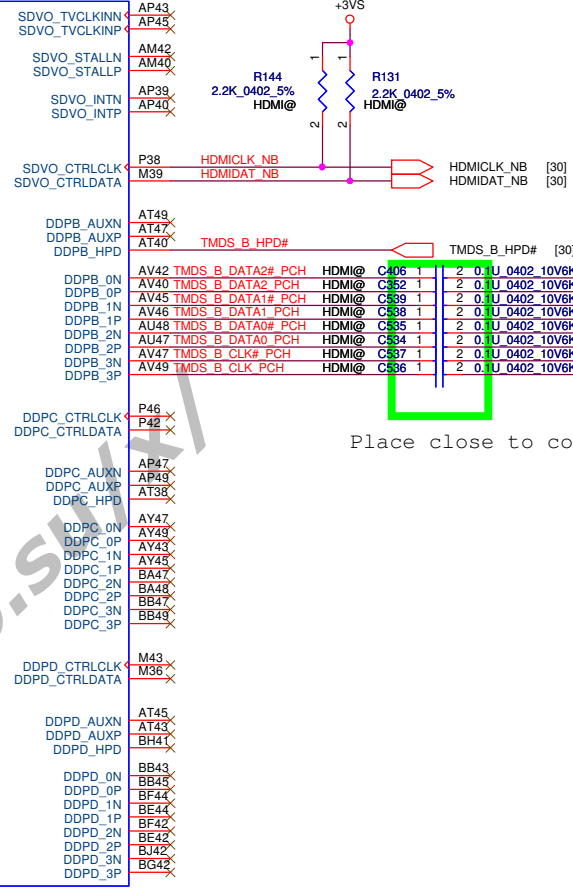 +3VS
SDVO_TVCLKINN AP43
SDVO_TVCLKINP AP45
SDVO_STALLN AM42
SDVO_STALLP AM40
R144
2.2K_0402_5%
HDMI@
R131
2.2K_0402_5%
HDMI@
1 1
2 2
SDVO_INTN AP39
SDVO_INTP AP40
SDVO_CTRLCLK P38 HDMICLK_NB HDMICLK_NB [30]
SDVO_CTRLDATA M39 HDMIDAT_NB HDMIDAT_NB [30]
DDPB_AUXN AT49
DDPB_AUXP AT47
DDPB_HPD AT40 TMDS_B_HPD# TMDS_B_HPD# [30]
DDPB_0N AV42 TMDS_B_DATA2#_PCH HDMI@ C406 1 2 0.1U_0402_10V6K
DDPB_0P AV40 TMDS_B_DATA2_PCH HDMI@ C352 1 2 0.1U_0402_10V6K
DDPB_1N AV45 TMDS_B_DATA1#_PCH HDMI@ C539 1 2 0.1U_0402_10V6K
DDPB_1P AV46 TMDS_B_DATA1_PCH HDMI@ C538 1 2 0.1U_0402_10V6K
DDPB_2N AU48 TMDS_B_DATA0#_PCH HDMI@ C535 1 2 0.1U_0402_10V6K
DDPB_2P AU47 TMDS_B_DATA0_PCH HDMI@ C534 1 2 0.1U_0402_10V6K
DDPB_3N AV47 TMDS_B_CLK#_PCH HDMI@ C537 1 2 0.1U_0402_10V6K
DDPB_3P AV49 TMDS_B_CLK_PCH HDMI@ C536 1 2 0.1U_0402_10V6K
Place close to co
DDPC_CTRLCLK P46
DDPC_CTRLDATA P42
DDPC_AUXN AP47
DDPC_AUXP AP49
DDPC_HPD AT38
DDPC_0N AY47
DDPC_0P AY49
DDPC_1N AY43
DDPC_1P AY45
DDPC_2N BA47
DDPC_2P BA48
DDPC_3N BB47
DDPC_3P BB49
.su/x/
DDPD_CTRLCLK M43
DDPD_CTRLDATA M36
DDPD_AUXN AT45
DDPD_AUXP AT43
DDPD_HPD BH41
DDPD_0N BB43
DDPD_0P BB45
DDPD_1N BF44
DDPD_1P BE44
DDPD_2N BF42
DDPD_2P BE42
DDPD_3N BJ42
DDPD_3P BG42